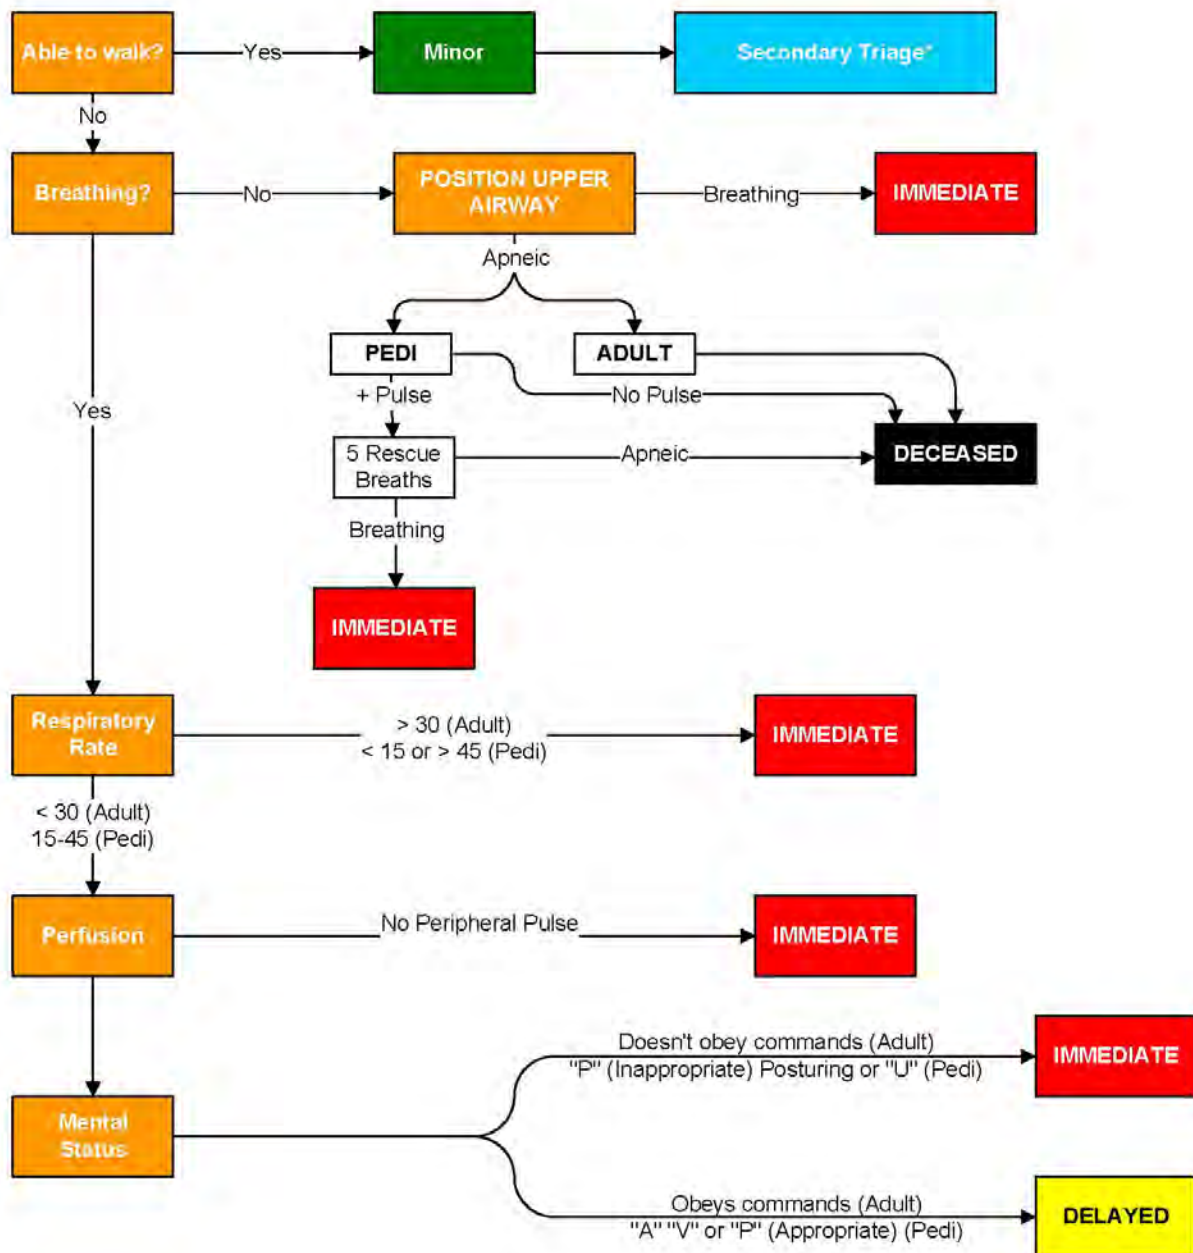 Able to walk?
Yes
Minor
Secondary Triage*
No
Breathing?
No
POSITION UPPER
AIRWAY
Breathing
IMMEDIATE
Apneic
PEDI
ADULT
+ Pulse
No Pulse
Yes
5 Rescue
Breaths
Apneic
DECEASED
Breathing
IMMEDIATE
Respiratory
Rate
> 30 (Adult)
< 15 or > 45 (Pedi)
IMMEDIATE
< 30 (Adult)
15-45 (Pedi)
Perfusion
No Peripheral Pulse
IMMEDIATE
Doesn't obey commands (Adult)
"P" (Inappropriate) Posturing or "U" (Pedi)
IMMEDIATE
Mental
Status
Obeys commands (Adult)
"A" "V" or "P" (Appropriate) (Pedi)
DELAYED